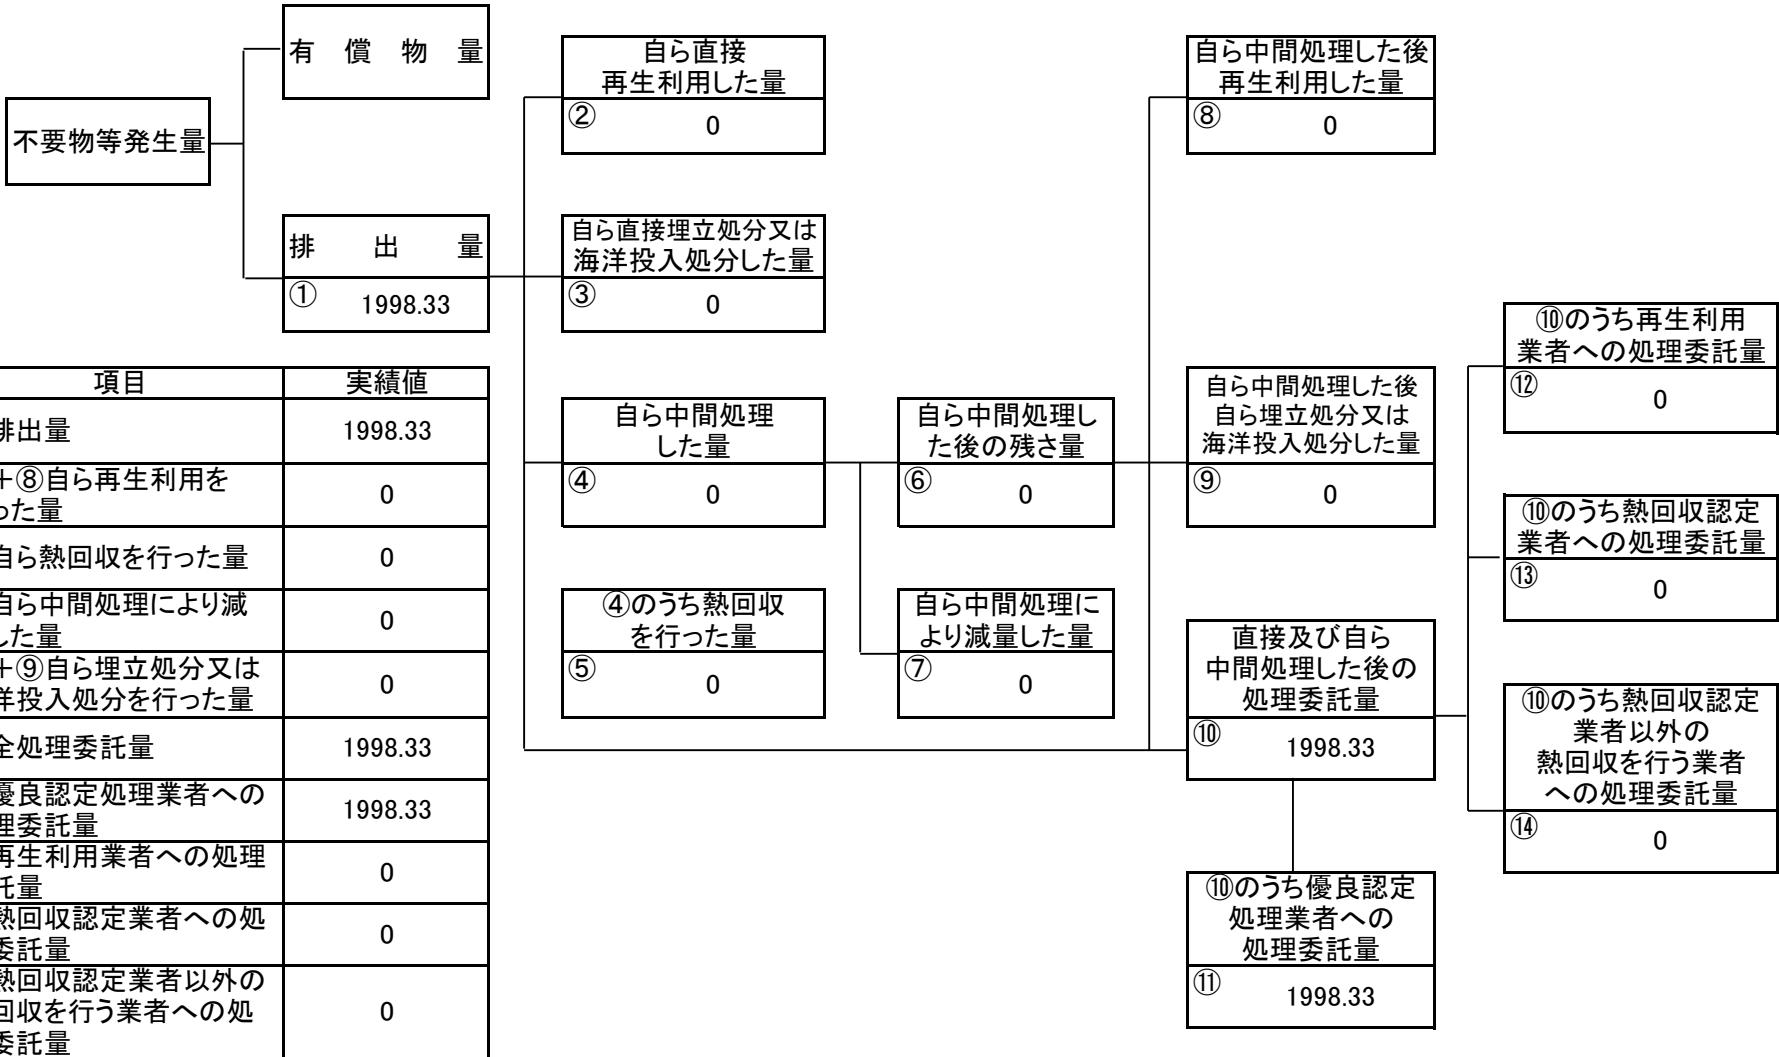 有償物量
不要物等発生量
排出量
①
1998.33
自ら直接
再生利用した量
②
0
自ら直接埋立処分又は
海洋投入処分した量
③
0
自ら中間処理
した量
④
0
④のうち熱回収
を行った量
⑤
0
自ら中間処理し
た後の残さ量
⑥
0
自ら中間処理に
より減量した量
⑦
0
自ら中間処理した後
再生利用した量
⑧
0
自ら中間処理した後
自ら埋立処分又は
海洋投入処分した量
⑨
0
直接及び自ら
中間処理した後の
処理委託量
⑩
1998.33
⑩のうち優良認定
処理業者への
処理委託量
⑪
1998.33
⑩のうち再生利用
業者への処理委託量
⑫
0
⑩のうち熱回収認定
業者への処理委託量
⑬
0
⑩のうち熱回収認定
業者以外の
熱回収を行う業者
への処理委託量
⑭
0
項目 実績値
排出量 1998.33
+⑧自ら再生利用を
った量
0
自ら熱回収を行った量 0
自ら中間処理により減
した量
0
+⑨自ら埋立処分又は
洋投入処分を行った量
0
全処理委託量 1998.33
優良認定処理業者への
理委託量
1998.33
再生利用業者への処理
託量
0
熱回収認定業者への処
委託量
0
熱回収認定業者以外の
回収を行う業者への処
委託量
0